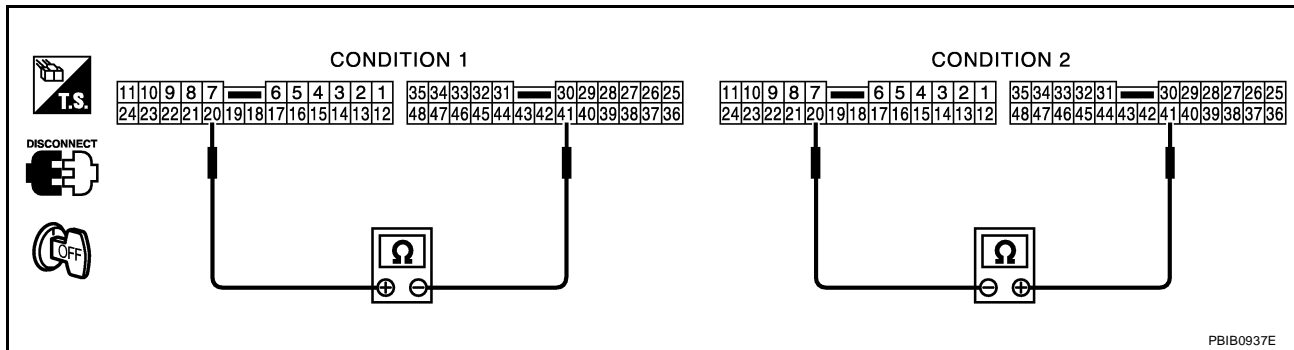 CONDITION 1
CONDITION 2
T.S.
11 10 9 8 7 6 5 4 3 2 1
24 23 22 21 20 19 18 17 16 15 14 13 12
35 34 33 32 31 30 29 28 27 26 25
48 47 46 45 44 43 42 41 40 39 38 37 36
11 10 9 8 7 6 5 4 3 2 1
24 23 22 21 20 19 18 17 16 15 14 13 12
35 34 33 32 31 30 29 28 27 26 25
48 47 46 45 44 43 42 41 40 39 38 37 36
DISCONNECT
OFF
Ω
+ −
Ω
− +
PBIB0937E